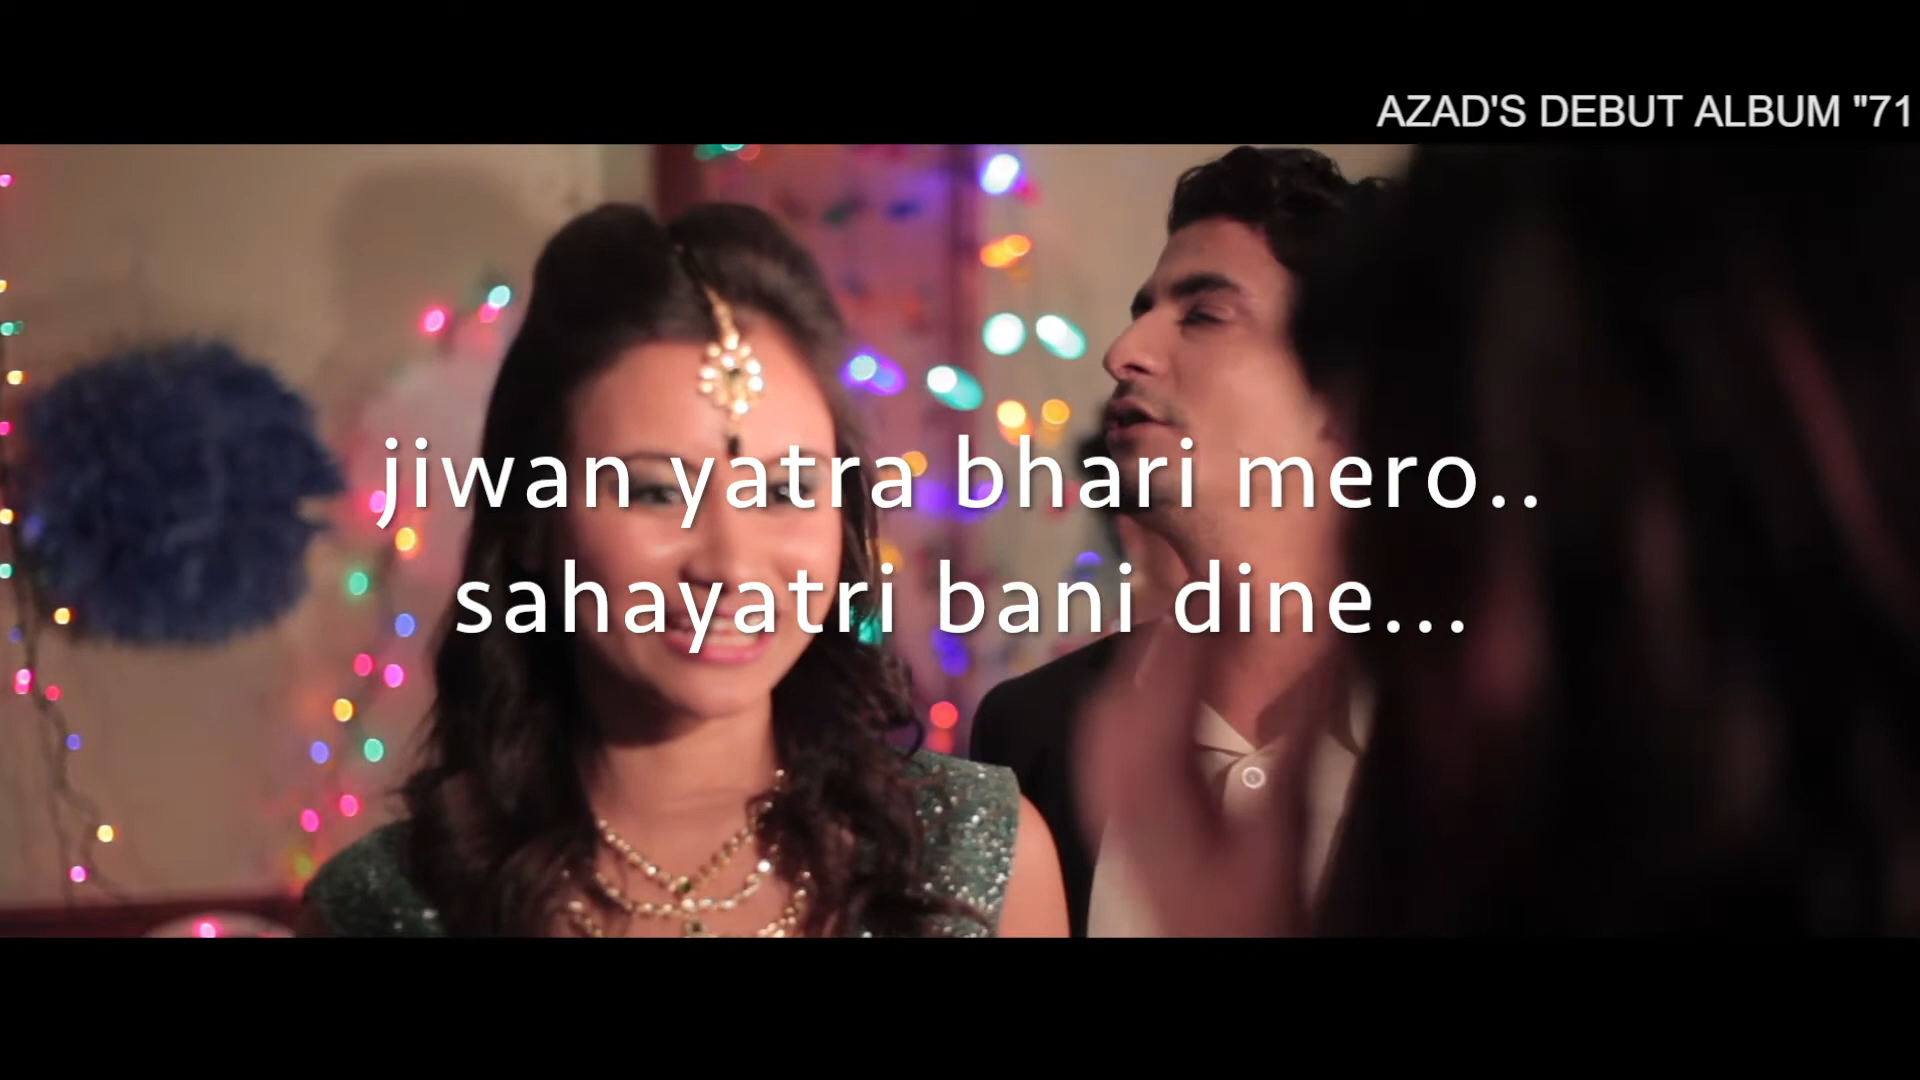 AZAD'S DEBUT ALBUM "71
jiwan yatra bhari mero..
sahayatri bani dine...